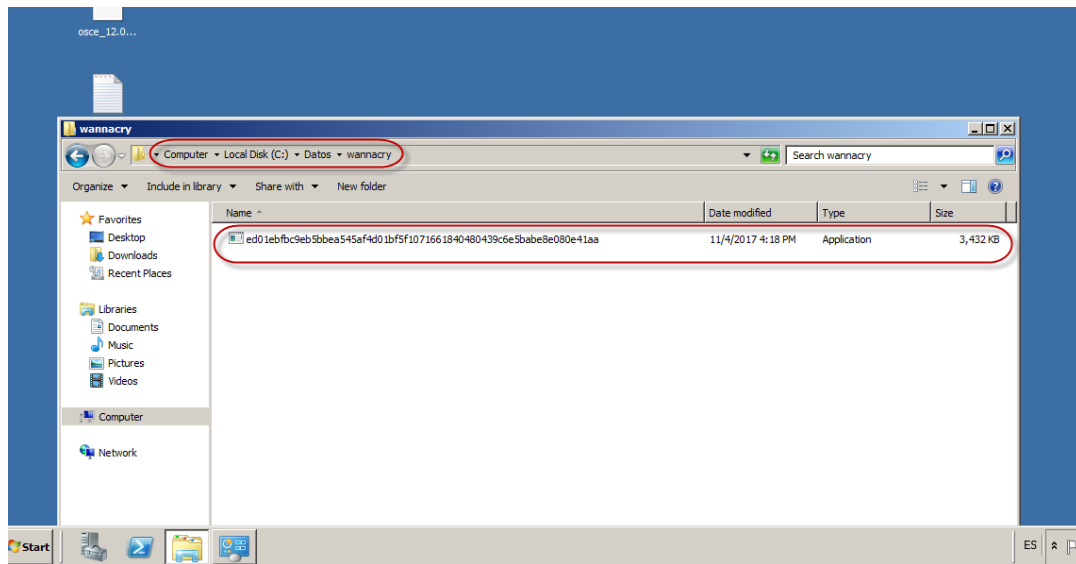 osce_12.0...
wannacry
Computer Local Disk (C:) Datos wannacry
Search wannacry
Organize Include in library Share with New folder
Name Date modified Type Size
ed01ebfbc9eb5bbea545af4d01bf5f1071661840480439c6e5babe8e080e41aa 11/4/2017 4:18 PM Application 3,432 KB
Favorites
Desktop
Downloads
Recent Places
Libraries
Documents
Music
Pictures
Videos
Computer
Network
Start ES